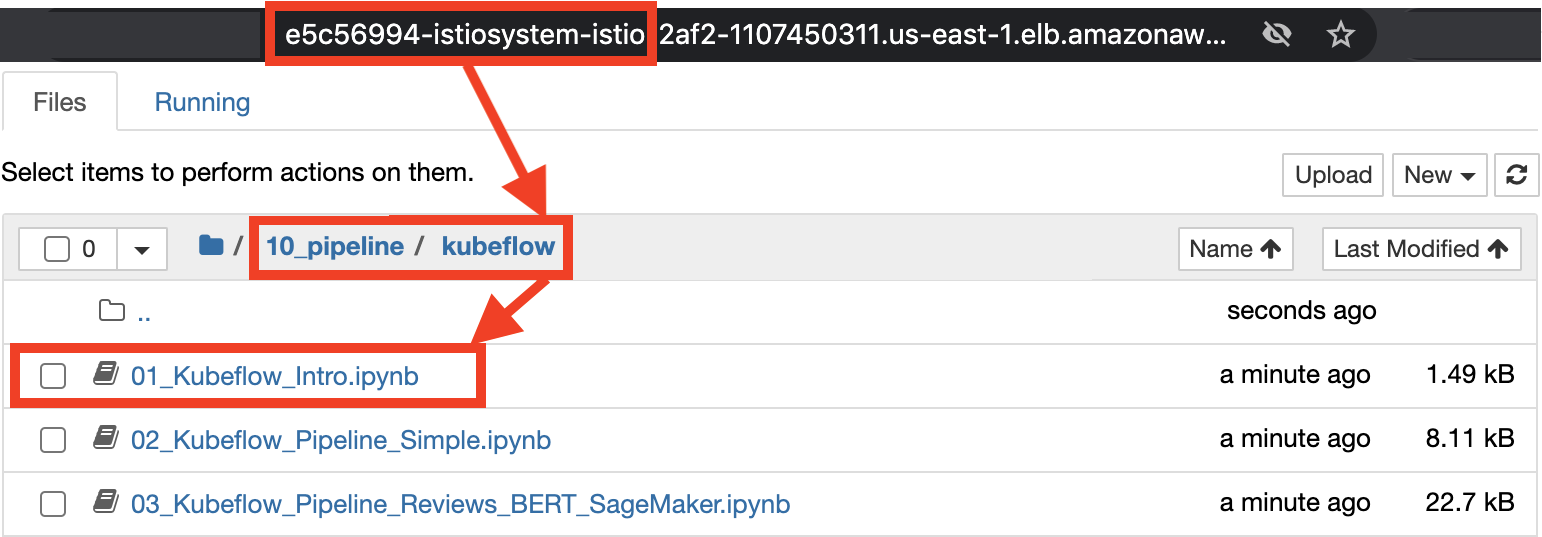 e5c56994-istiosystem-istio 2af2-1107450311.us-east-1.elb.amazonaw...
Files Running
Select items to perform actions on them. Upload New
0 / 10_pipeline / kubeflow Name Last Modified
.. seconds ago
01_Kubeflow_Intro.ipynb a minute ago 1.49 kB
02_Kubeflow_Pipeline_Simple.ipynb a minute ago 8.11 kB
03_Kubeflow_Pipeline_Reviews_BERT_SageMaker.ipynb a minute ago 22.7 kB